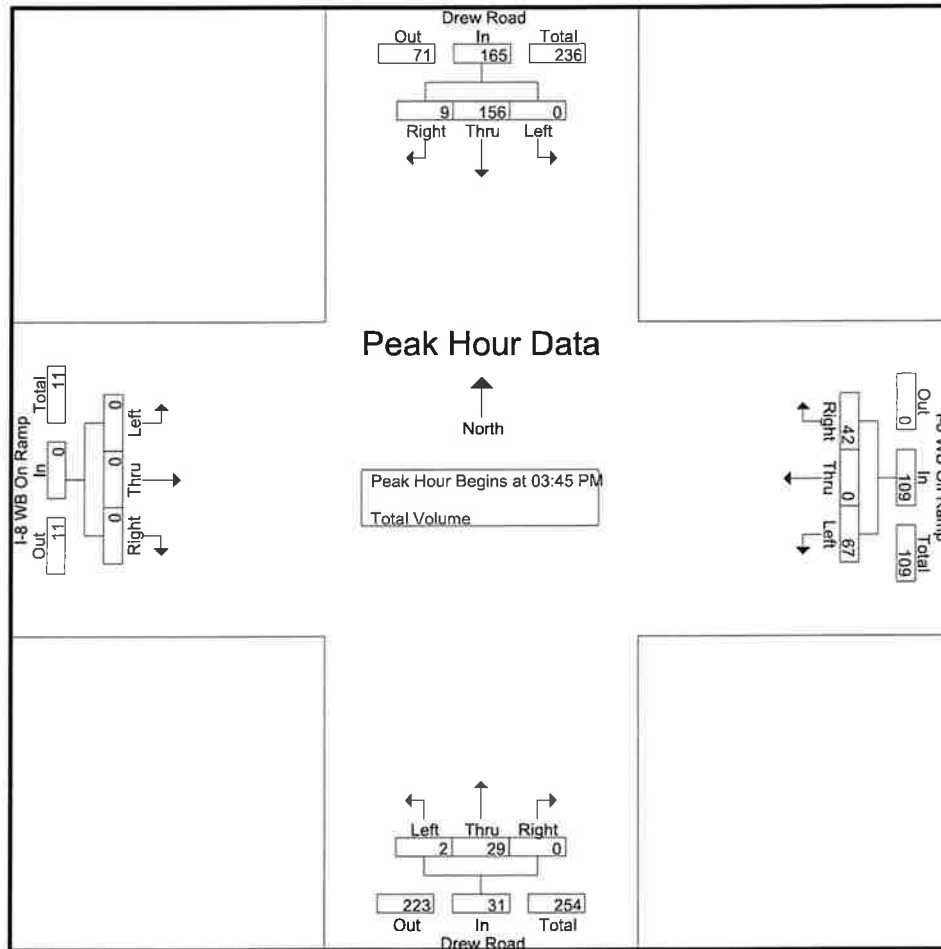 Drew Road
Out In Total
71 165 236
9 156 0
Right Thru Left
Peak Hour Data
North
Peak Hour Begins at 03:45 PM
Total Volume
I-8 WB On Ramp
Out In Total
11 0 11
0 0 0
Left Thru Right
WB On Ramp
Out In Total
0 109 109
42 0 67
Right Thru Left
Left Thru Right
2 29 0
223 31 254
Out In Total
Drew Road